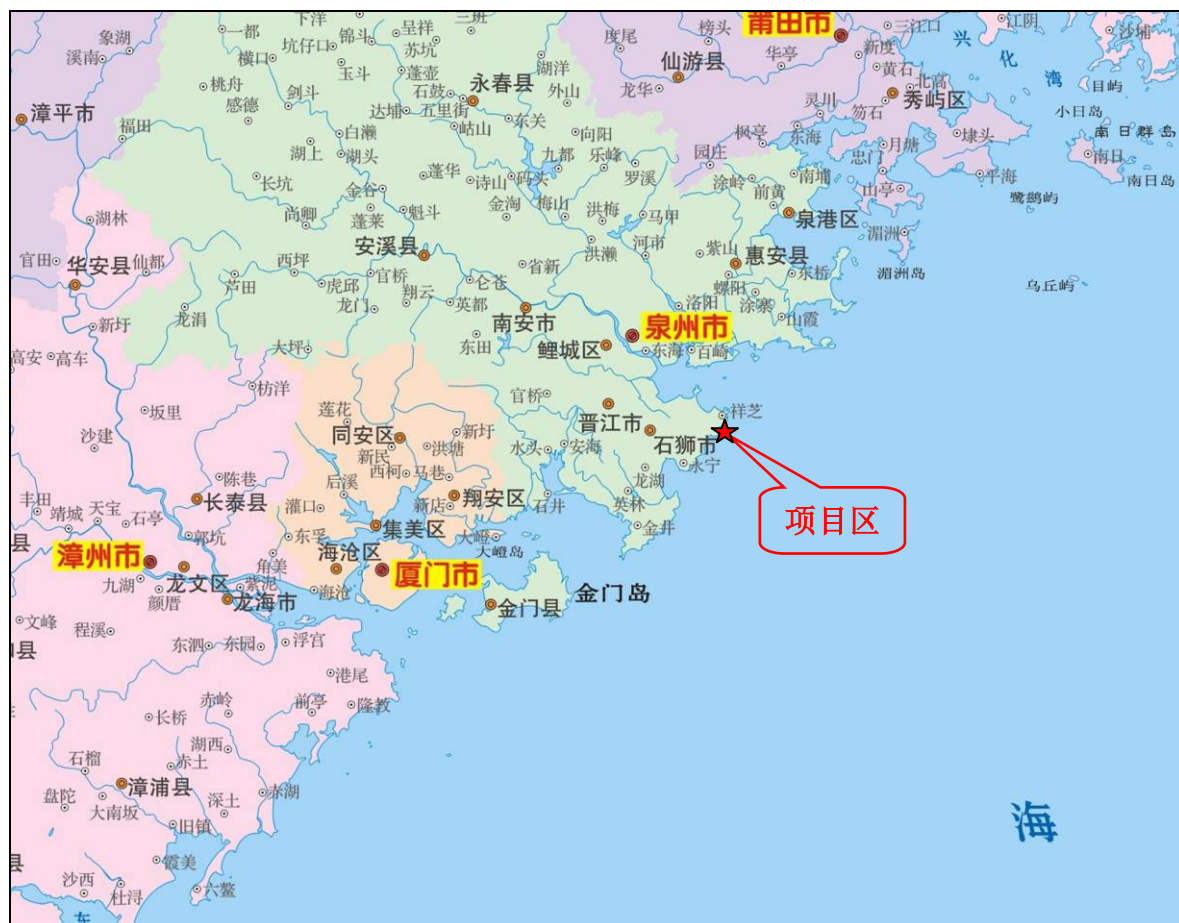 下洋
呈祥
三班
榜头
莆田市
三江口
江阴
沙埔
一都
锦斗
苏坑
度尾
华亭
新度
兴化湾
象湖
横口
坑仔口
湖洋
仙游县
黄石
溪南
玉斗
蓬壶
永春县
外山
龙华
灵川
北高
目屿
桃舟
剑斗
石鼓
笏石
秀屿区
漳平市
感德
达埔
五里街
东关
小日岛
福田
白濑
岵山
向阳
枫亭
东海
月塘
埭头
南日群岛
湖上
湖头
九都
乐峰
园庄
忠门
南日
长坑
蓬华
诗山
码头
罗溪
涂岭
南埔
山亭
平海
南日岛
金谷
前黄
湖林
尚卿
蓬莱
魁斗
金淘
梅山
洪梅
马甲
泉港区
鹭鹚屿
官田
仙都
安溪县
洪濑
河市
紫山
惠安县
湄洲
华安县
西坪
官桥
仑苍
省新
螺阳
东桥
湄洲岛
乌丘屿
芦田
虎邱
龙门
翔云
英都
洛阳
涂寨
山霞
龙涓
南安市
泉州市
新圩
东田
鲤城区
东海
百崎
高安
高车
大坪
枋洋
官桥
祥芝
坂里
莲花
晋江市
石狮市
同安区
新圩
沙建
新民
洪塘
水头
安海
永宁
陈巷
西柯
马巷
龙湖
后溪
丰田
长泰县
灌口
新店
翔安区
石井
英林
项目区
靖城
天宝
石亭
集美区
金井
郭坑
东孚
大嶝
大嶝岛
县
漳州市
角美
海沧区
厦门市
九湖
龙文区
紫泥
海沧
金门岛
颜厝
龙海市
金门县
文峰
程溪
县
东泗
东园
浮宫
港尾
赤岭
前亭
隆教
长桥
湖西
石榴
赤土
漳浦县
盘陀
赤湖
大南坂
深土
海
旧镇
县
霞美
沙西
六鳌
杜浔
东